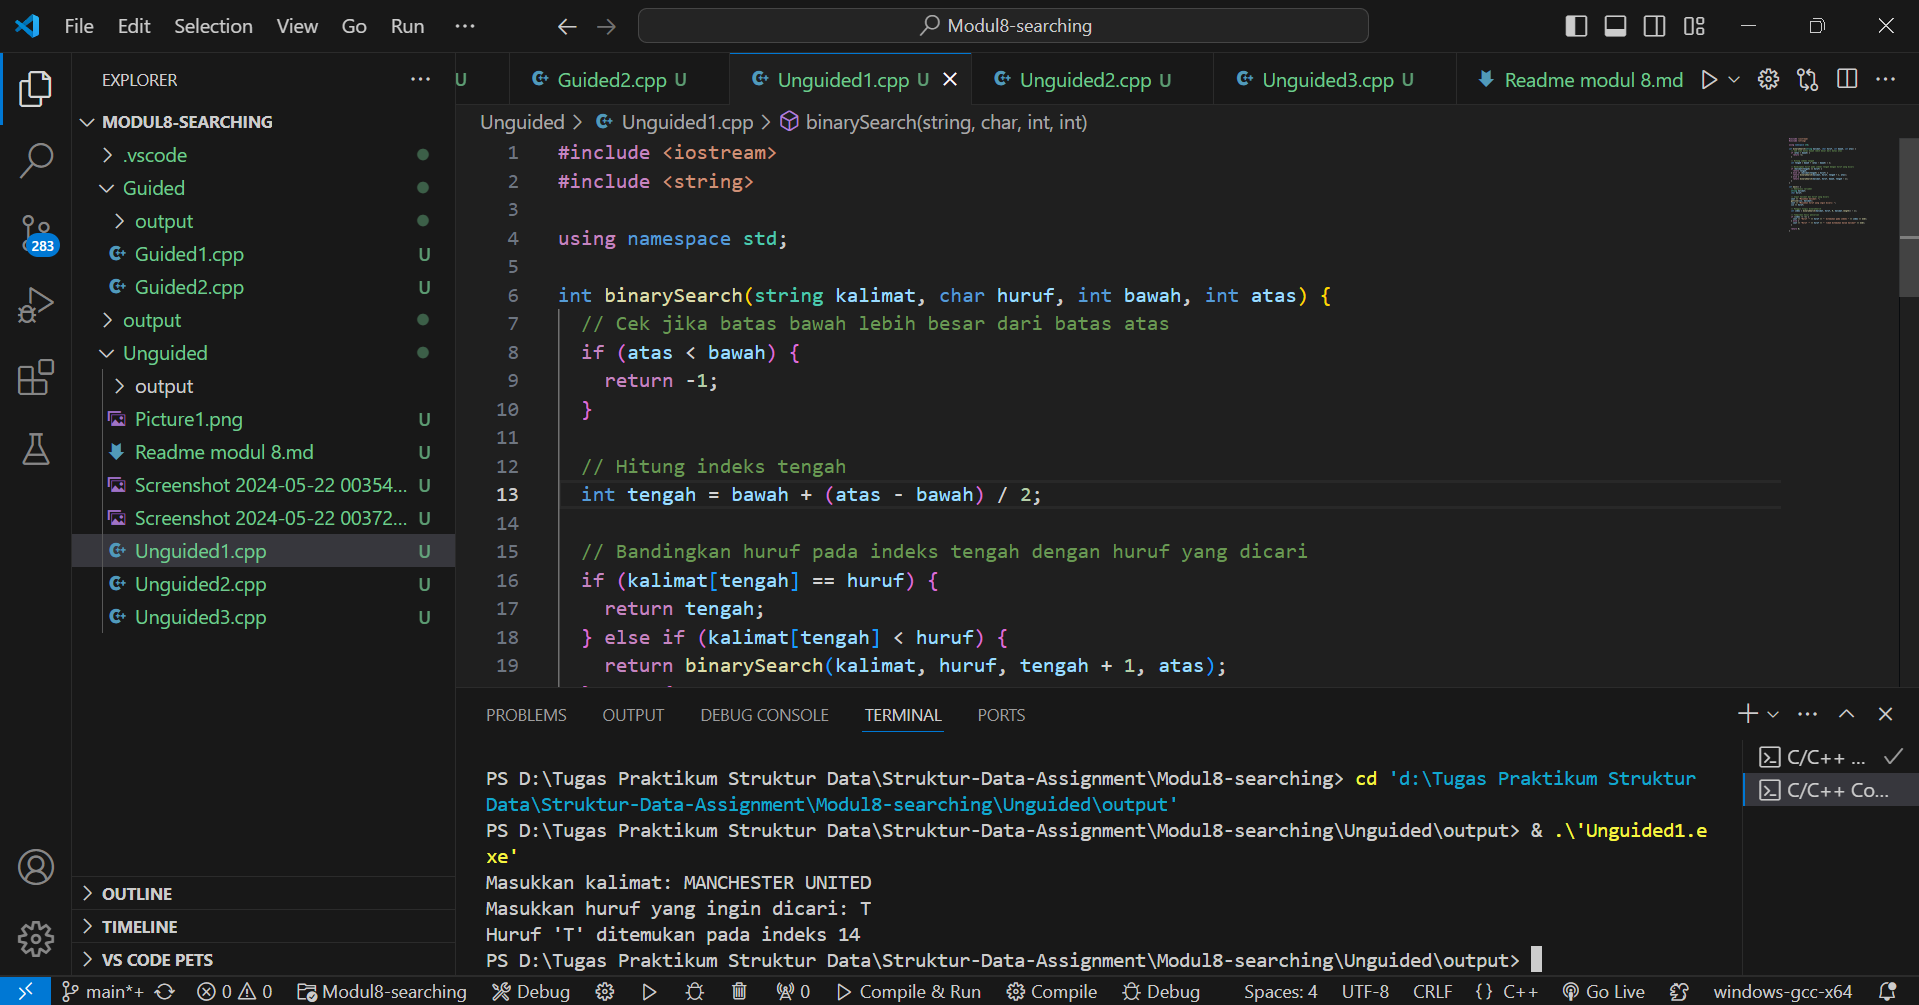 File Edit Selection View Go Run ··· Modul8-searching
EXPLORER ···
MODUL8-SEARCHING
.vscode
Guided
output
Guided1.cpp U
Guided2.cpp U
output
Unguided
output
Picture1.png U
Readme modul 8.md U
Screenshot 2024-05-22 00354... U
Screenshot 2024-05-22 00372... U
Unguided1.cpp U
Unguided2.cpp U
Unguided3.cpp U
OUTLINE
TIMELINE
VS CODE PETS
283
U Guided2.cpp U Unguided1.cpp U Unguided2.cpp U Unguided3.cpp U Readme modul 8.md ···
Unguided > Unguided1.cpp > binarySearch(string, char, int, int)
1 #include <iostream>
2 #include <string>
3
4 using namespace std;
5
6 int binarySearch(string kalimat, char huruf, int bawah, int atas) {
7 // Cek jika batas bawah lebih besar dari batas atas
8 if (atas < bawah) {
9 return -1;
10 }
11
12 // Hitung indeks tengah
13 int tengah = bawah + (atas - bawah) / 2;
14
15 // Bandingkan huruf pada indeks tengah dengan huruf yang dicari
16 if (kalimat[tengah] == huruf) {
17 return tengah;
18 } else if (kalimat[tengah] < huruf) {
19 return binarySearch(kalimat, huruf, tengah + 1, atas);
PROBLEMS OUTPUT DEBUG CONSOLE TERMINAL PORTS
C/C++ ...
C/C++ Co...
PS D:\Tugas Praktikum Struktur Data\Struktur-Data-Assignment\Modul8-searching> cd 'd:\Tugas Praktikum Struktur
Data\Struktur-Data-Assignment\Modul8-searching\Unguided\output'
PS D:\Tugas Praktikum Struktur Data\Struktur-Data-Assignment\Modul8-searching\Unguided\output> & .\'Unguided1.e
xe'
Masukkan kalimat: MANCHESTER UNITED
Masukkan huruf yang ingin dicari: T
Huruf 'T' ditemukan pada indeks 14
PS D:\Tugas Praktikum Struktur Data\Struktur-Data-Assignment\Modul8-searching\Unguided\output>
main*+ 0 0 Modul8-searching Debug 0 Compile & Run Compile Debug Spaces: 4 UTF-8 CRLF {} C++ Go Live windows-gcc-x64